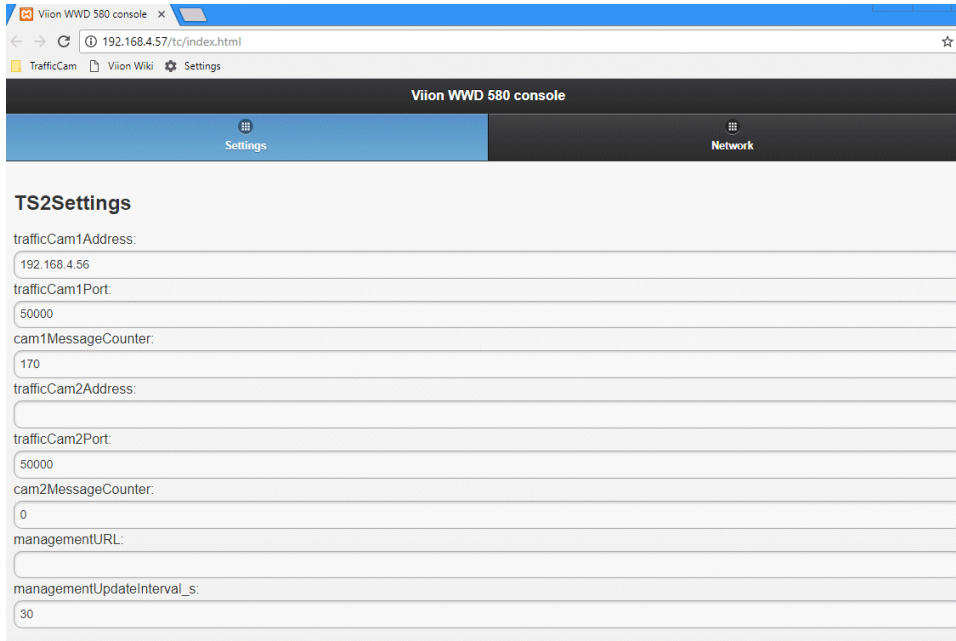 Viion WWD 580 console
192.168.4.57/tc/index.html
TrafficCam Viion Wiki Settings
Viion WWD 580 console
Settings Network
TS2Settings
trafficCam1Address:
192.168.4.56
trafficCam1Port:
50000
cam1MessageCounter:
170
trafficCam2Address:
trafficCam2Port:
50000
cam2MessageCounter:
0
managementURL:
managementUpdateInterval_s:
30